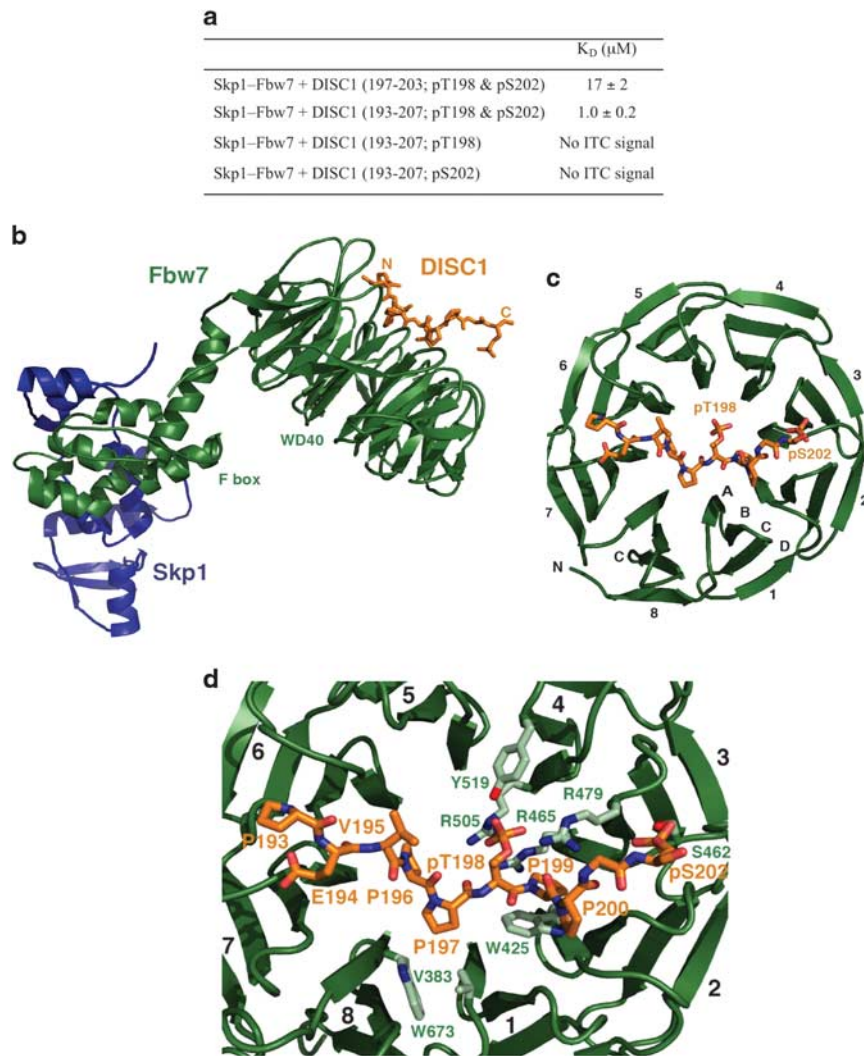 a
K_D (μM)
Skp1–Fbw7 + DISC1 (197-203; pT198 & pS202) 17 ± 2
Skp1–Fbw7 + DISC1 (193-207; pT198 & pS202) 1.0 ± 0.2
Skp1–Fbw7 + DISC1 (193-207; pT198) No ITC signal
Skp1–Fbw7 + DISC1 (193-207; pS202) No ITC signal
b
Fbw7
N
DISC1
C
WD40
F box
Skp1
c
5
4
6
3
pT198
pS202
A
B
2
7
C
D
C
N
1
8
d
5
4
6
3
Y519
R479
R505
R465
V195
P193
S462
pT198
P199
pS202
E194
P196
P200
P197
W425
7
V383
2
W673
8
1